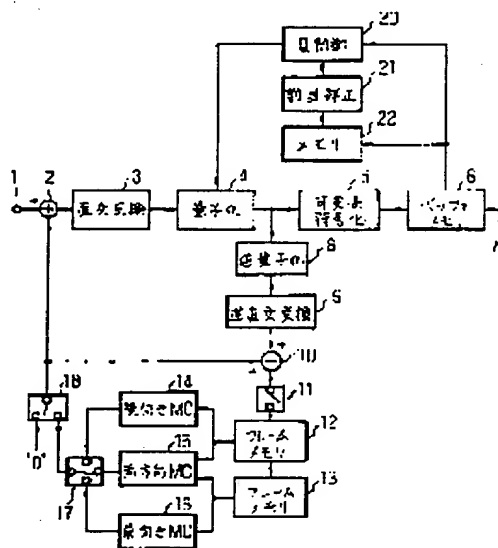 20
21
メモリ
22
1
2
3
4
5
6
直交変換
量子化
可変長
符号化
バッファ
メモリ
8
逆量子化
9
逆直交変換
10
18
11
14
12
後向きMC
フレーム
メモリ
15
"0"
両方向MC
13
フレーム
メモリ
17
16
前向きMC